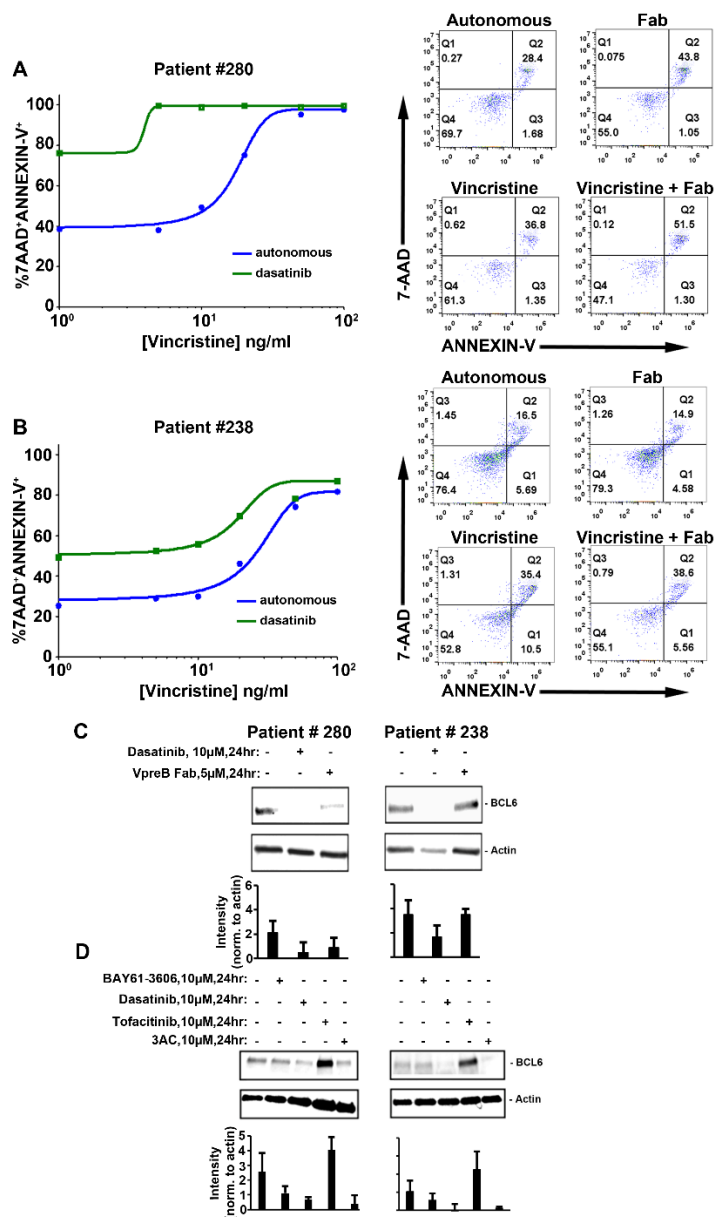 A
Patient #280
%7AAD⁺ANNEXIN-V⁺
100
80
60
40
20
0
autonomous
dasatinib
10⁰
10¹
10²
[Vincristine] ng/ml
Autonomous
Q1
0.27
Q2
28.4
Q4
69.7
Q3
1.68
Fab
Q1
0.075
Q2
43.8
Q4
55.0
Q3
1.05
Vincristine
Q1
0.62
Q2
36.8
Q4
61.3
Q3
1.35
Vincristine + Fab
Q1
0.12
Q2
51.5
Q4
47.1
Q3
1.30
7-AAD
ANNEXIN-V
B
Patient #238
%7AAD⁺ANNEXIN-V⁺
100
80
60
40
20
0
autonomous
dasatinib
10⁰
10¹
10²
[Vincristine] ng/ml
Autonomous
Q3
1.45
Q2
16.5
Q4
76.4
Q1
5.69
Fab
Q3
1.26
Q2
14.9
Q4
79.3
Q1
4.58
Vincristine
Q3
1.31
Q2
35.4
Q4
52.8
Q1
10.5
Vincristine + Fab
Q3
0.79
Q2
38.6
Q4
55.1
Q1
5.56
7-AAD
ANNEXIN-V
C
Patient # 280 Patient # 238
Dasatinib, 10µM,24hr: - + - - + -
VpreB Fab,5µM,24hr: - - + - - +
- BCL6
- Actin
Intensity
(norm. to actin)
6
4
2
0
D
BAY61-3606,10µM,24hr: - + - - - - + - - -
Dasatinib,10µM,24hr: - - + - - - - + - -
Tofacitinib,10µM,24hr: - - - + - - - - + -
3AC,10µM,24hr: - - - - + - - - - +
- BCL6
- Actin
Intensity
(norm. to actin)
5
4
3
2
1
0